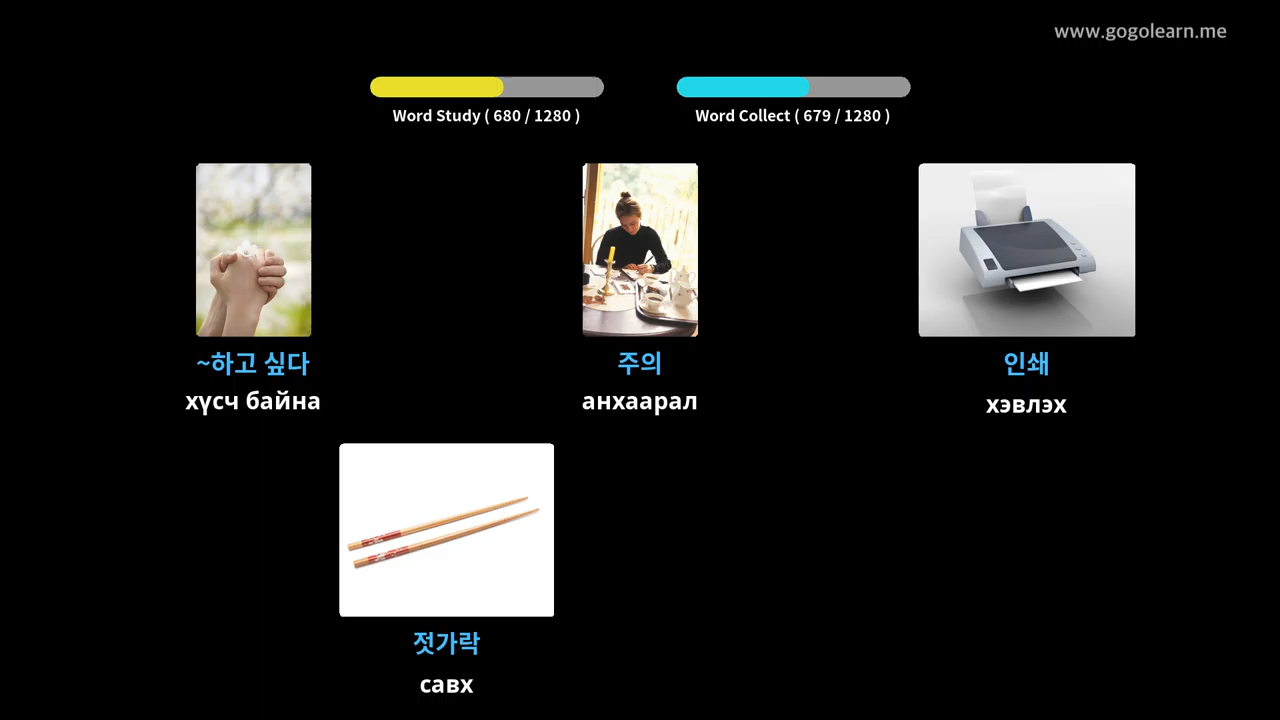 www.gogolearn.me
Word Study ( 680 / 1280 )
Word Collect ( 679 / 1280 )
~하고 싶다
хүсч байна
주의
анхаарал
인쇄
хэвлэх
젓가락
савх